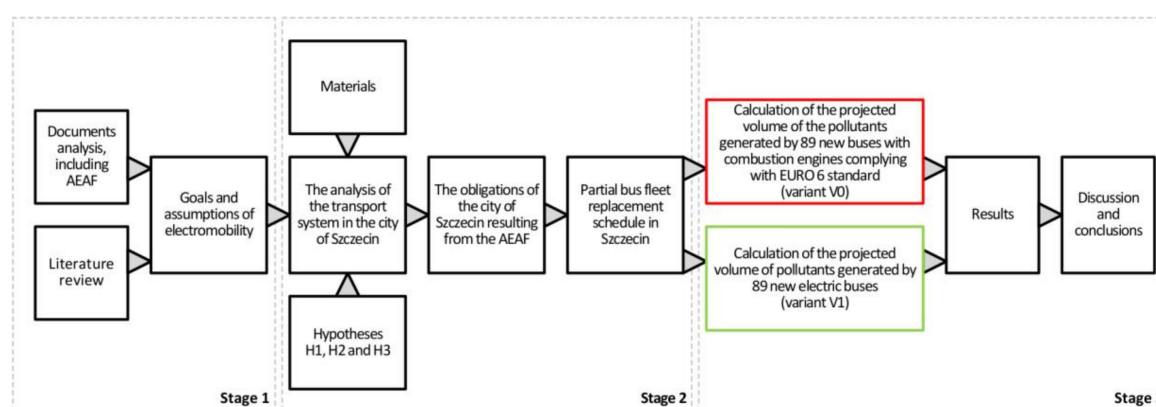 Documents
analysis,
including
AEAF
Literature
review
Goals and
assumptions of
electromobility
Stage 1
Materials
The analysis of
the transport
system in the city
of Szczecin
Hypotheses
H1, H2 and H3
The obligations of
the city of
Szczecin resulting
from the AEAF
Partial bus fleet
replacement
schedule in
Szczecin
Stage 2
Calculation of the projected
volume of the pollutants
generated by 89 new buses with
combustion engines complying
with EURO 6 standard
(variant V0)
Calculation of the projected
volume of pollutants generated by
89 new electric buses
(variant V1)
Results
Discussion
and
conclusions
Stage